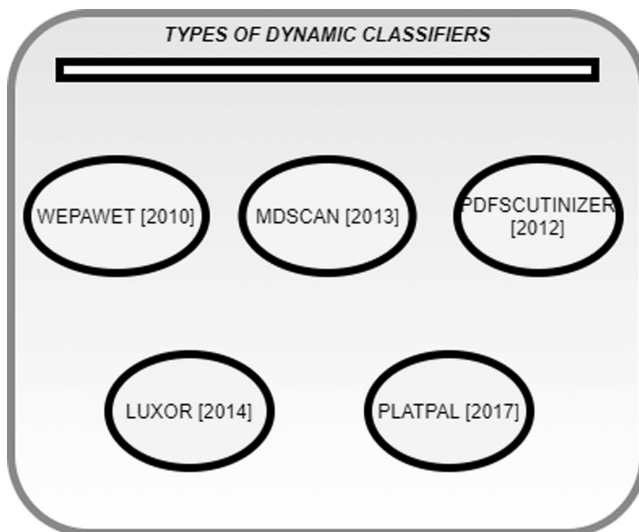 TYPES OF DYNAMIC CLASSIFIERS
WEPAWET [2010]
MDSCAN [2013]
PDFSCUTINIZER
[2012]
LUXOR [2014]
PLATPAL [2017]